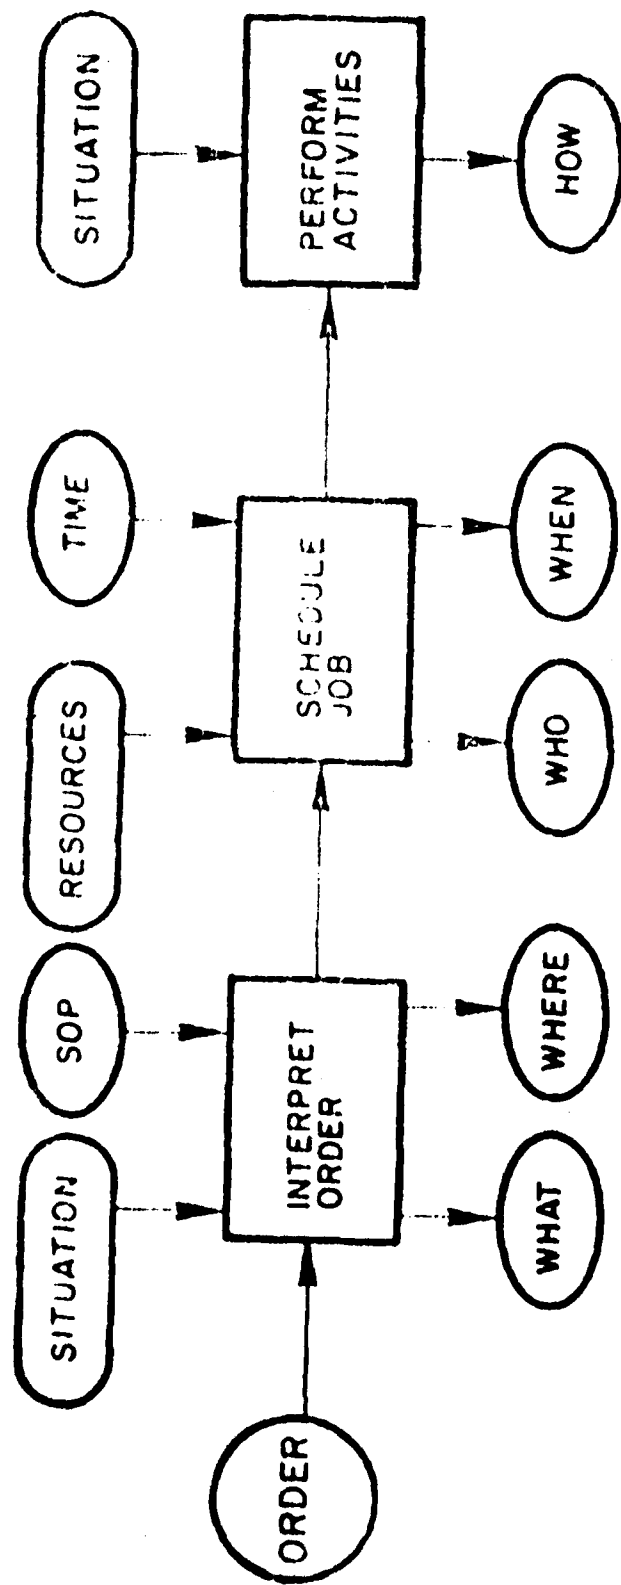 SITUATION
SOP
RESOURCES
TIME
SITUATION
ORDER
INTERPRET
ORDER
SCHEDULE
JOB
PERFORM
ACTIVITIES
WHAT
WHERE
WHO
WHEN
HOW